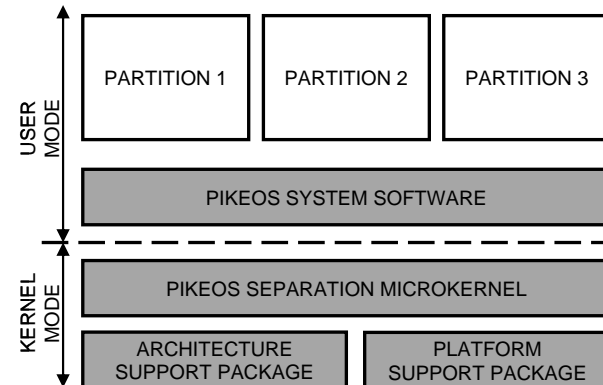 USER
MODE
PARTITION 1
PARTITION 2
PARTITION 3
PIKEOS SYSTEM SOFTWARE
KERNEL
MODE
PIKEOS SEPARATION MICROKERNEL
ARCHITECTURE
SUPPORT PACKAGE
PLATFORM
SUPPORT PACKAGE